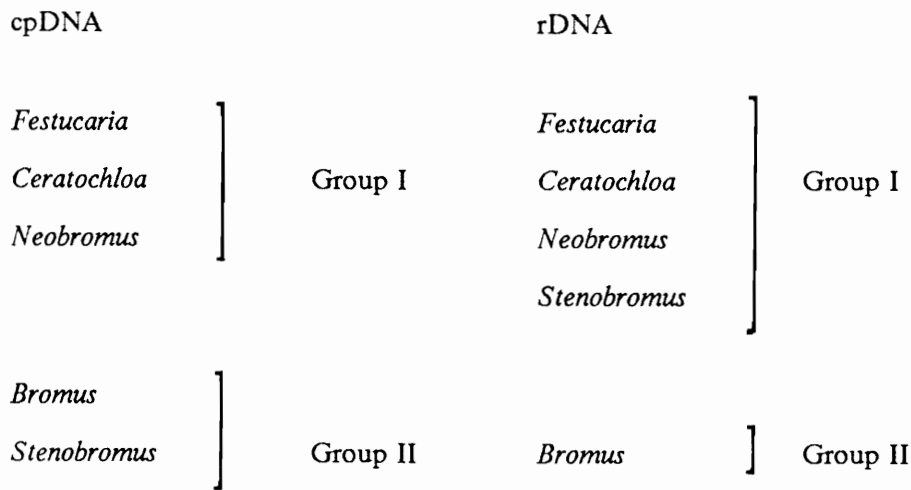 cpDNA
Festucaria
Ceratochloa
Group I
Neobromus
Bromus
Stenobromus
Group II
rDNA
Festucaria
Ceratochloa
Group I
Neobromus
Stenobromus
Bromus
Group II